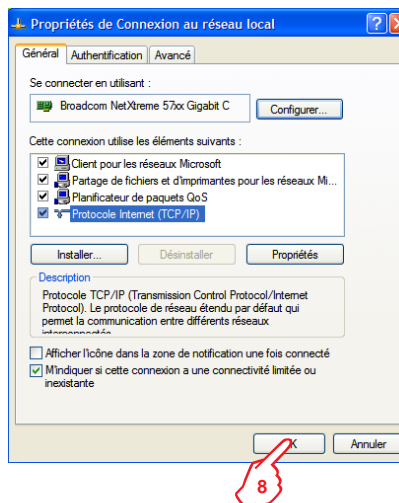 Propriétés de Connexion au réseau local
Général
Authentification
Avancé
Se connecter en utilisant :
Broadcom NetXtreme 57xx Gigabit C
Configurer...
Cette connexion utilise les éléments suivants :
Client pour les réseaux Microsoft
Partage de fichiers et d'imprimantes pour les réseaux Mi...
Planificateur de paquets QoS
Protocole Internet (TCP/IP)
Installer...
Désinstaller
Propriétés
Description
Protocole TCP/IP (Transmission Control Protocol/Internet
Protocol). Le protocole de réseau étendu par défaut qui
permet la communication entre différents réseaux
Afficher l'icône dans la zone de notification une fois connecté
M'indiquer si cette connexion a une connectivité limitée ou
inexistante
Annuler
8